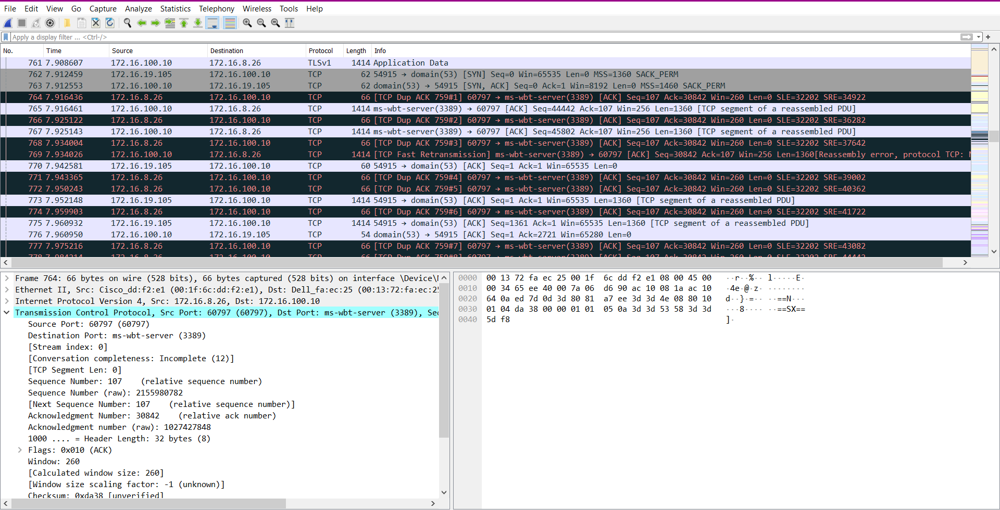 File Edit View Go Capture Analyze Statistics Telephony Wireless Tools Help
Apply a display filter ... <Ctrl-/>
No. Time Source Destination Protocol Length Info
761 7.908607 172.16.100.10 172.16.8.26 TLSv1 1414 Application Data
762 7.912459 172.16.19.105 172.16.100.10 TCP 62 54915 → domain(53) [SYN] Seq=0 Win=65535 Len=0 MSS=1360 SACK_PERM
763 7.912553 172.16.100.10 172.16.19.105 TCP 62 domain(53) → 54915 [SYN, ACK] Seq=0 Ack=1 Win=8192 Len=0 MSS=1460 SACK_PERM
764 7.916436 172.16.8.26 172.16.100.10 TCP 66 [TCP Dup ACK 759#1] 60797 → ms-wbt-server(3389) [ACK] Seq=107 Ack=30842 Win=260 Len=0 SLE=32202 SRE=34922
765 7.916461 172.16.100.10 172.16.8.26 TCP 1414 ms-wbt-server(3389) → 60797 [ACK] Seq=44442 Ack=107 Win=256 Len=1360 [TCP segment of a reassembled PDU]
766 7.925122 172.16.8.26 172.16.100.10 TCP 66 [TCP Dup ACK 759#2] 60797 → ms-wbt-server(3389) [ACK] Seq=107 Ack=30842 Win=260 Len=0 SLE=32202 SRE=36282
767 7.925143 172.16.100.10 172.16.8.26 TCP 1414 ms-wbt-server(3389) → 60797 [ACK] Seq=45802 Ack=107 Win=256 Len=1360 [TCP segment of a reassembled PDU]
768 7.934004 172.16.8.26 172.16.100.10 TCP 66 [TCP Dup ACK 759#3] 60797 → ms-wbt-server(3389) [ACK] Seq=107 Ack=30842 Win=260 Len=0 SLE=32202 SRE=37642
769 7.934026 172.16.100.10 172.16.8.26 TCP 1414 [TCP Fast Retransmission] ms-wbt-server(3389) → 60797 [ACK] Seq=30842 Ack=107 Win=256 Len=1360[Reassembly error, protocol TCP:
770 7.942581 172.16.19.105 172.16.100.10 TCP 60 54915 → domain(53) [ACK] Seq=1 Ack=1 Win=65535 Len=0
771 7.943365 172.16.8.26 172.16.100.10 TCP 66 [TCP Dup ACK 759#4] 60797 → ms-wbt-server(3389) [ACK] Seq=107 Ack=30842 Win=260 Len=0 SLE=32202 SRE=39002
772 7.950243 172.16.8.26 172.16.100.10 TCP 66 [TCP Dup ACK 759#5] 60797 → ms-wbt-server(3389) [ACK] Seq=107 Ack=30842 Win=260 Len=0 SLE=32202 SRE=40362
773 7.952148 172.16.19.105 172.16.100.10 TCP 1414 54915 → domain(53) [ACK] Seq=1 Ack=1 Win=65535 Len=1360 [TCP segment of a reassembled PDU]
774 7.959903 172.16.8.26 172.16.100.10 TCP 66 [TCP Dup ACK 759#6] 60797 → ms-wbt-server(3389) [ACK] Seq=107 Ack=30842 Win=260 Len=0 SLE=32202 SRE=41722
775 7.960932 172.16.19.105 172.16.100.10 TCP 1414 54915 → domain(53) [ACK] Seq=1361 Ack=1 Win=65535 Len=1360 [TCP segment of a reassembled PDU]
776 7.960950 172.16.100.10 172.16.19.105 TCP 54 domain(53) → 54915 [ACK] Seq=1 Ack=2721 Win=65280 Len=0
777 7.975216 172.16.8.26 172.16.100.10 TCP 66 [TCP Dup ACK 759#7] 60797 → ms-wbt-server(3389) [ACK] Seq=107 Ack=30842 Win=260 Len=0 SLE=32202 SRE=43082
Frame 764: 66 bytes on wire (528 bits), 66 bytes captured (528 bits) on interface \Device\
Ethernet II, Src: Cisco_dd:f2:e1 (00:1f:6c:dd:f2:e1), Dst: Dell_fa:ec:25 (00:13:72:fa:ec:25
Internet Protocol Version 4, Src: 172.16.8.26, Dst: 172.16.100.10
Transmission Control Protocol, Src Port: 60797 (60797), Dst Port: ms-wbt-server (3389), Se
Source Port: 60797 (60797)
Destination Port: ms-wbt-server (3389)
[Stream index: 0]
[Conversation completeness: Incomplete (12)]
[TCP Segment Len: 0]
Sequence Number: 107 (relative sequence number)
Sequence Number (raw): 2155980782
[Next Sequence Number: 107 (relative sequence number)]
Acknowledgment Number: 30842 (relative ack number)
Acknowledgment number (raw): 1027427848
1000 .... = Header Length: 32 bytes (8)
Flags: 0x010 (ACK)
Window: 260
[Calculated window size: 260]
[Window size scaling factor: -1 (unknown)]
Checksum: 0xda38 [unverified]
0000 00 13 72 fa ec 25 00 1f 6c dd f2 e1 08 00 45 00 ··r··%·· l·····E·
0010 00 34 65 ee 40 00 7a 06 d6 90 ac 10 08 1a ac 10 ·4e·@·z· ········
0020 64 0a ed 7d 0d 3d 80 81 a7 ee 3d 3d 4e 08 80 10 d··}·=·· ··==N···
0030 01 04 da 38 00 00 01 01 05 0a 3d 3d 53 58 3d 3d ···8···· ··==SX==
0040 5d f8 ]·